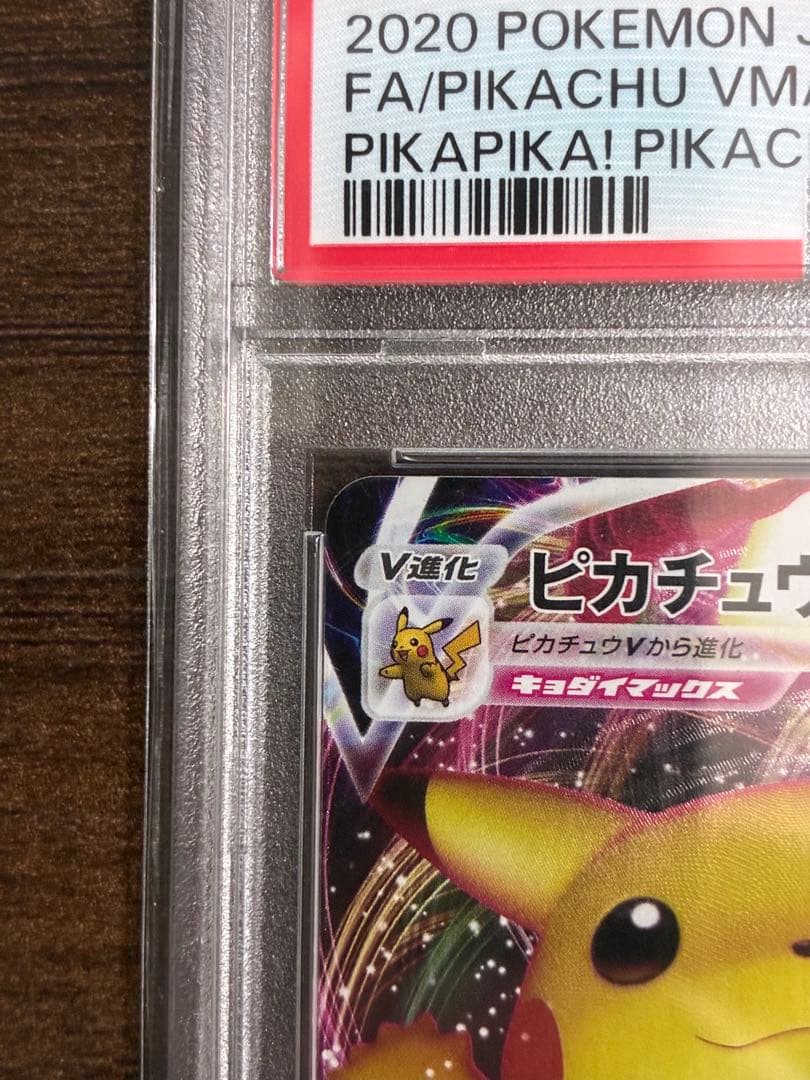 2020 POKEMON J
FA/PIKACHU VMA
PIKAPIKA! PIKAC
V進化
ピカチュウ
ピカチュウVから進化
キョダイマックス